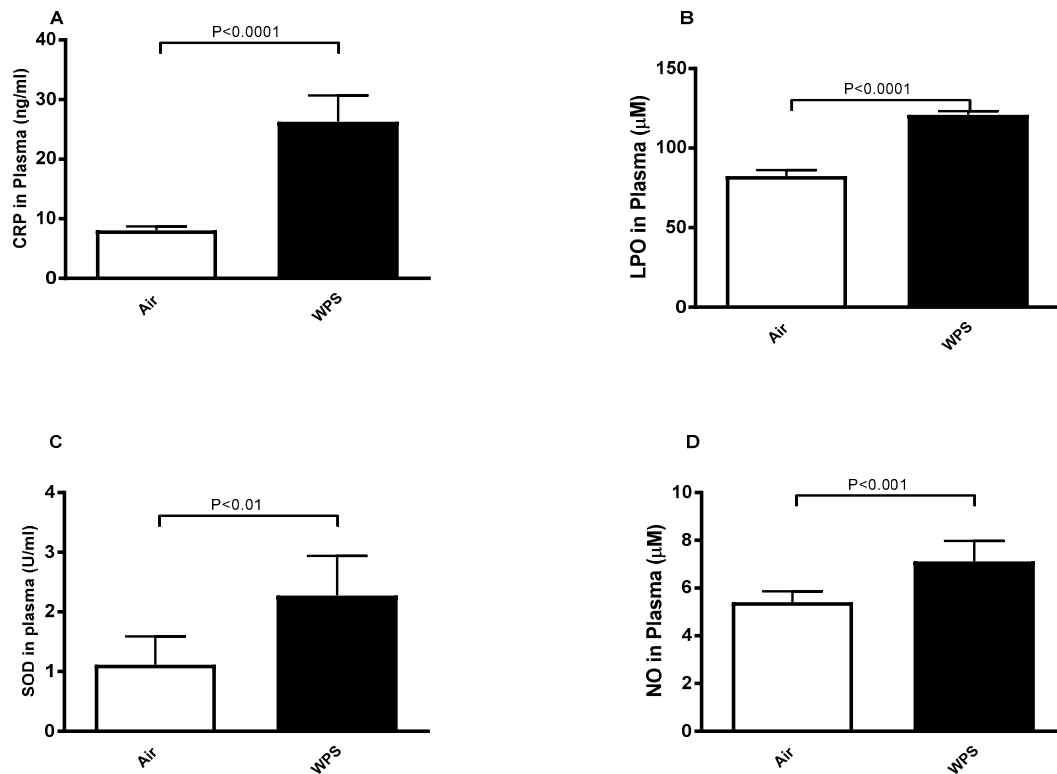 A
P<0.0001
CRP in Plasma (ng/ml)
40
30
20
10
0
Air
WPS
B
P<0.0001
LPO in Plasma (μM)
150
100
50
0
Air
WPS
C
P<0.01
SOD in plasma (U/ml)
4
3
2
1
0
Air
WPS
D
P<0.001
NO in Plasma (μM)
10
8
6
4
2
0
Air
WPS